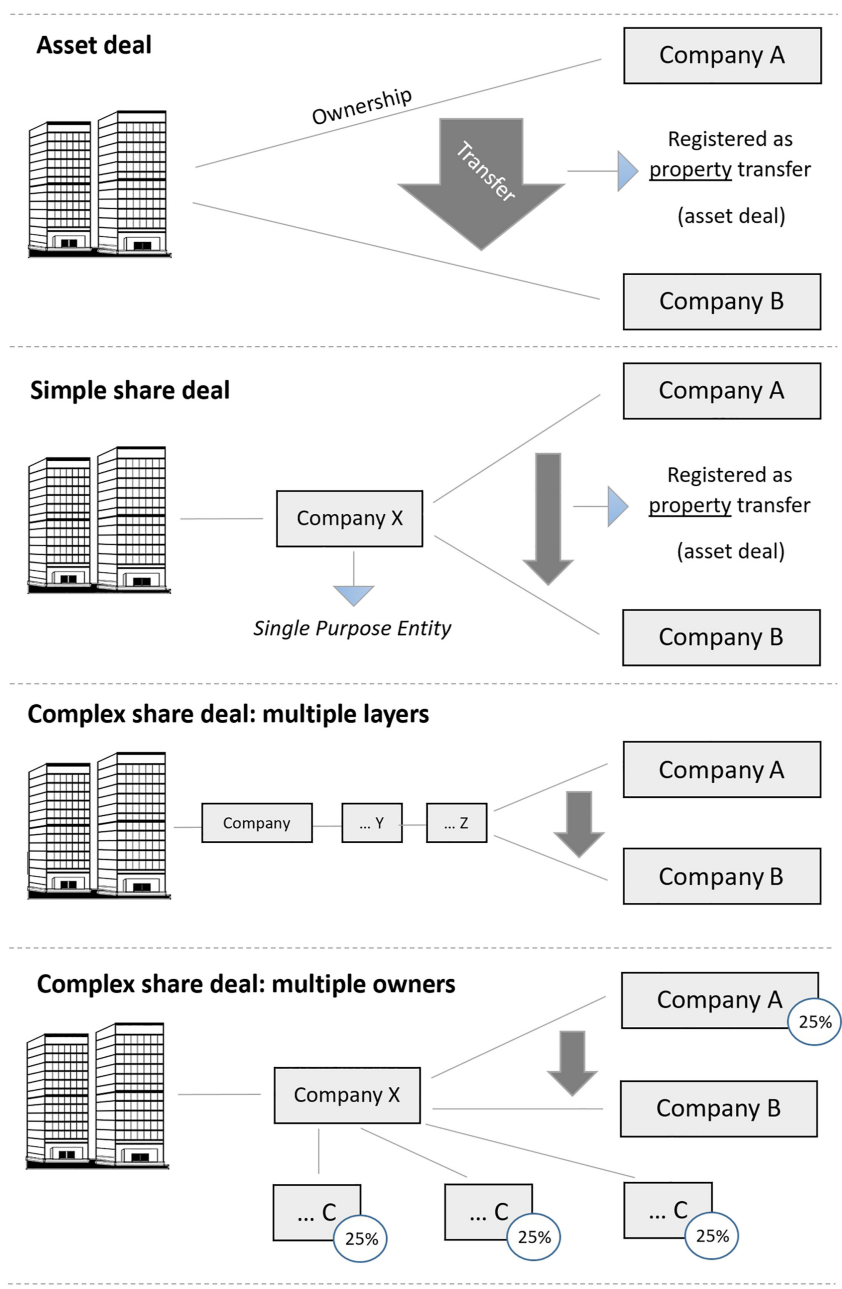 Asset deal
Company A
Ownership
Transfer
Registered as
property transfer
(asset deal)
Company B
Simple share deal
Company A
Company X
Registered as
property transfer
(asset deal)
Single Purpose Entity
Company B
Complex share deal: multiple layers
Company A
Company
... Y
... Z
Company B
Complex share deal: multiple owners
Company A
25%
Company X
Company B
... C
25%
... C
25%
... C
25%